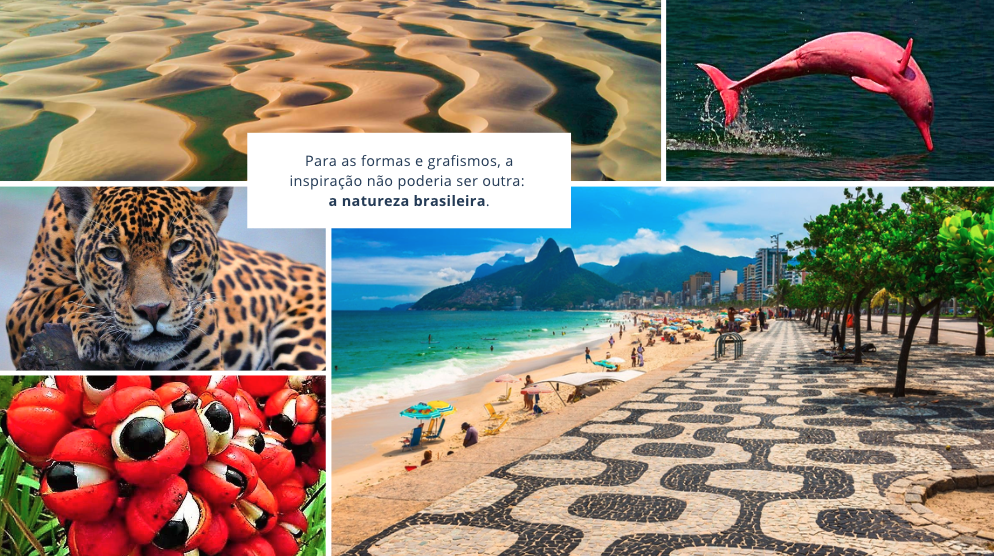 Para as formas e grafismos, a
inspiração não poderia ser outra:
a natureza brasileira.